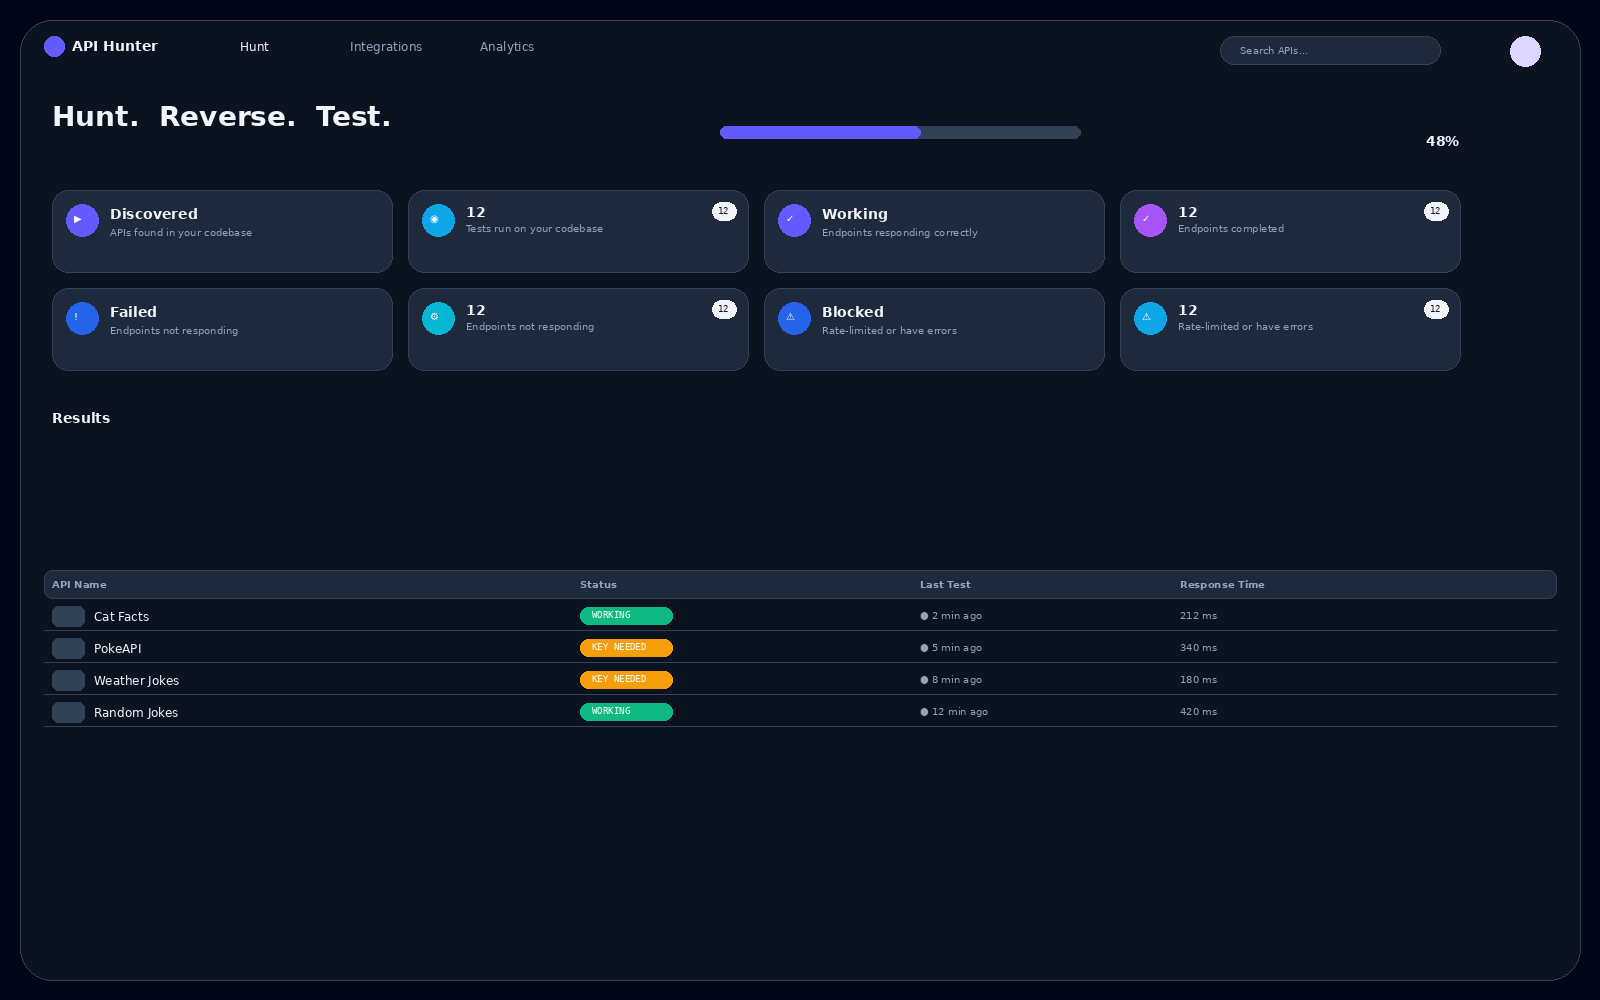 API Hunter Hunt Integrations Analytics Search APIs...
Hunt. Reverse. Test.
48%
▶ Discovered
APIs found in your codebase
◉ 12 12
Tests run on your codebase
✓ Working
Endpoints responding correctly
✓ 12 12
Endpoints completed
! Failed
Endpoints not responding
⚙ 12 12
Endpoints not responding
⚠ Blocked
Rate-limited or have errors
⚠ 12 12
Rate-limited or have errors
Results
API Name Status Last Test Response Time
Cat Facts WORKING ● 2 min ago 212 ms
PokeAPI KEY NEEDED ● 5 min ago 340 ms
Weather Jokes KEY NEEDED ● 8 min ago 180 ms
Random Jokes WORKING ● 12 min ago 420 ms